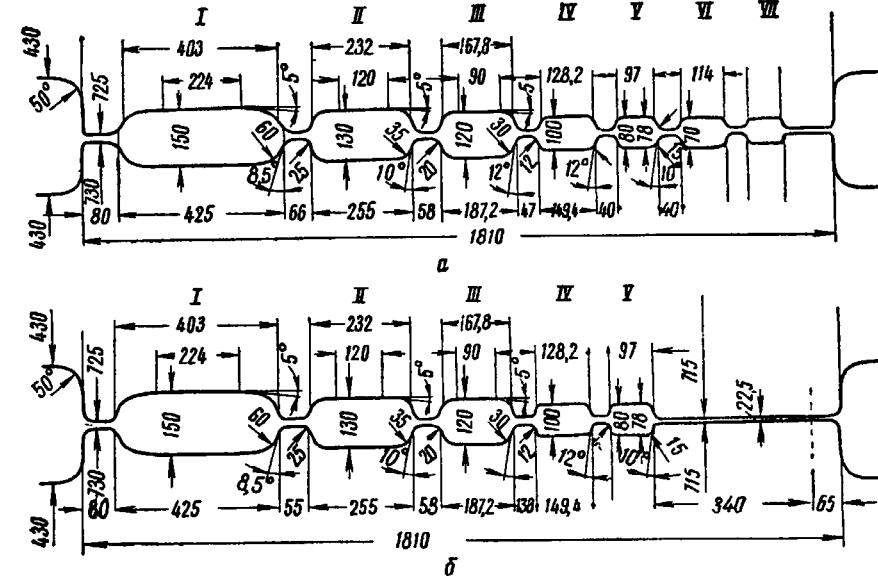 I II III IV V VI VII
430 403 232 167,8
50° 725 224 5° 120 5° 90 5 128,2 97 114
150 60 130 35 120 30 100 80 78 70
8,5° 25 10° 20 12° 12 12° 10 15
430 730 80 425 66 255 58 187,2 47 149,4 40 40
1810
а
I II III IV V
430 403 232 167,8
50° 725 224 5° 120 5° 90 5° 128,2 97 715 22,5
150 60 130 35 120 30 100 80 78
8,5° 25 10° 20 12 12° 10° 15 715
430 730 80 425 55 255 58 187,2 38 149,4 340 65
1810
б